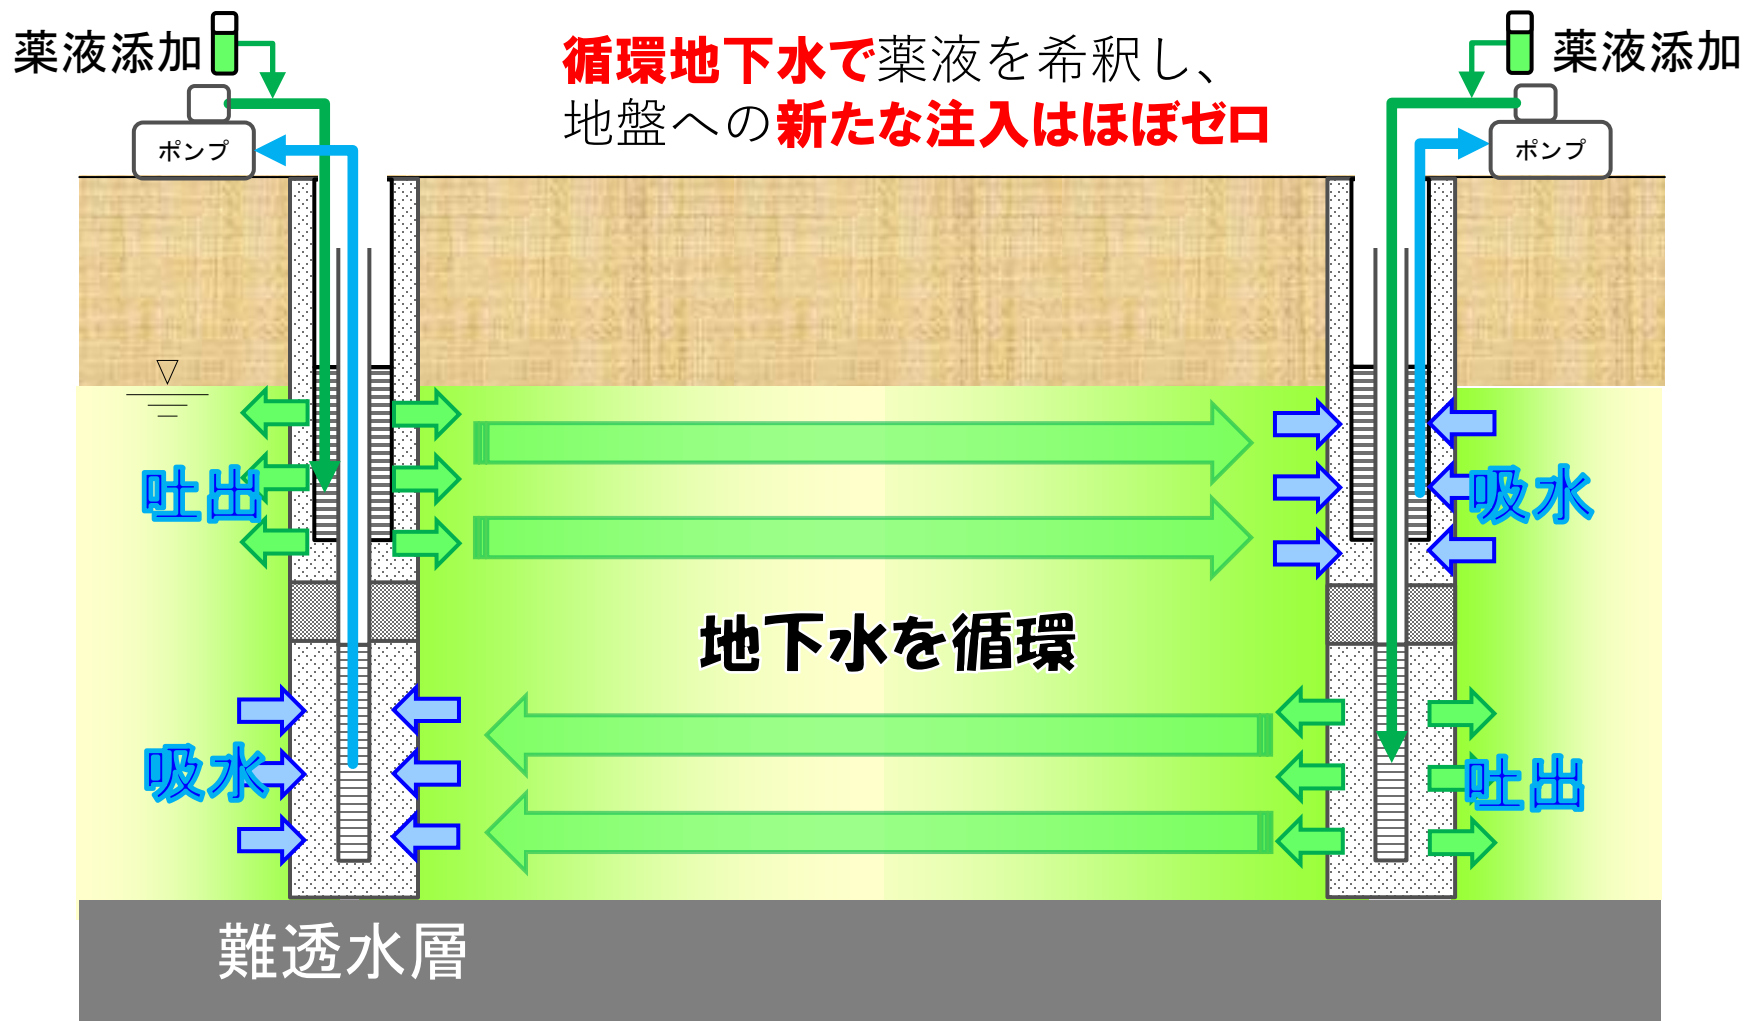 薬液添加
循環地下水で薬液を希釈し、
地盤への新たな注入はほぼゼロ
薬液添加
ポンプ
ポンプ
吐出
吸水
地下水を循環
吸水
吐出
難透水層